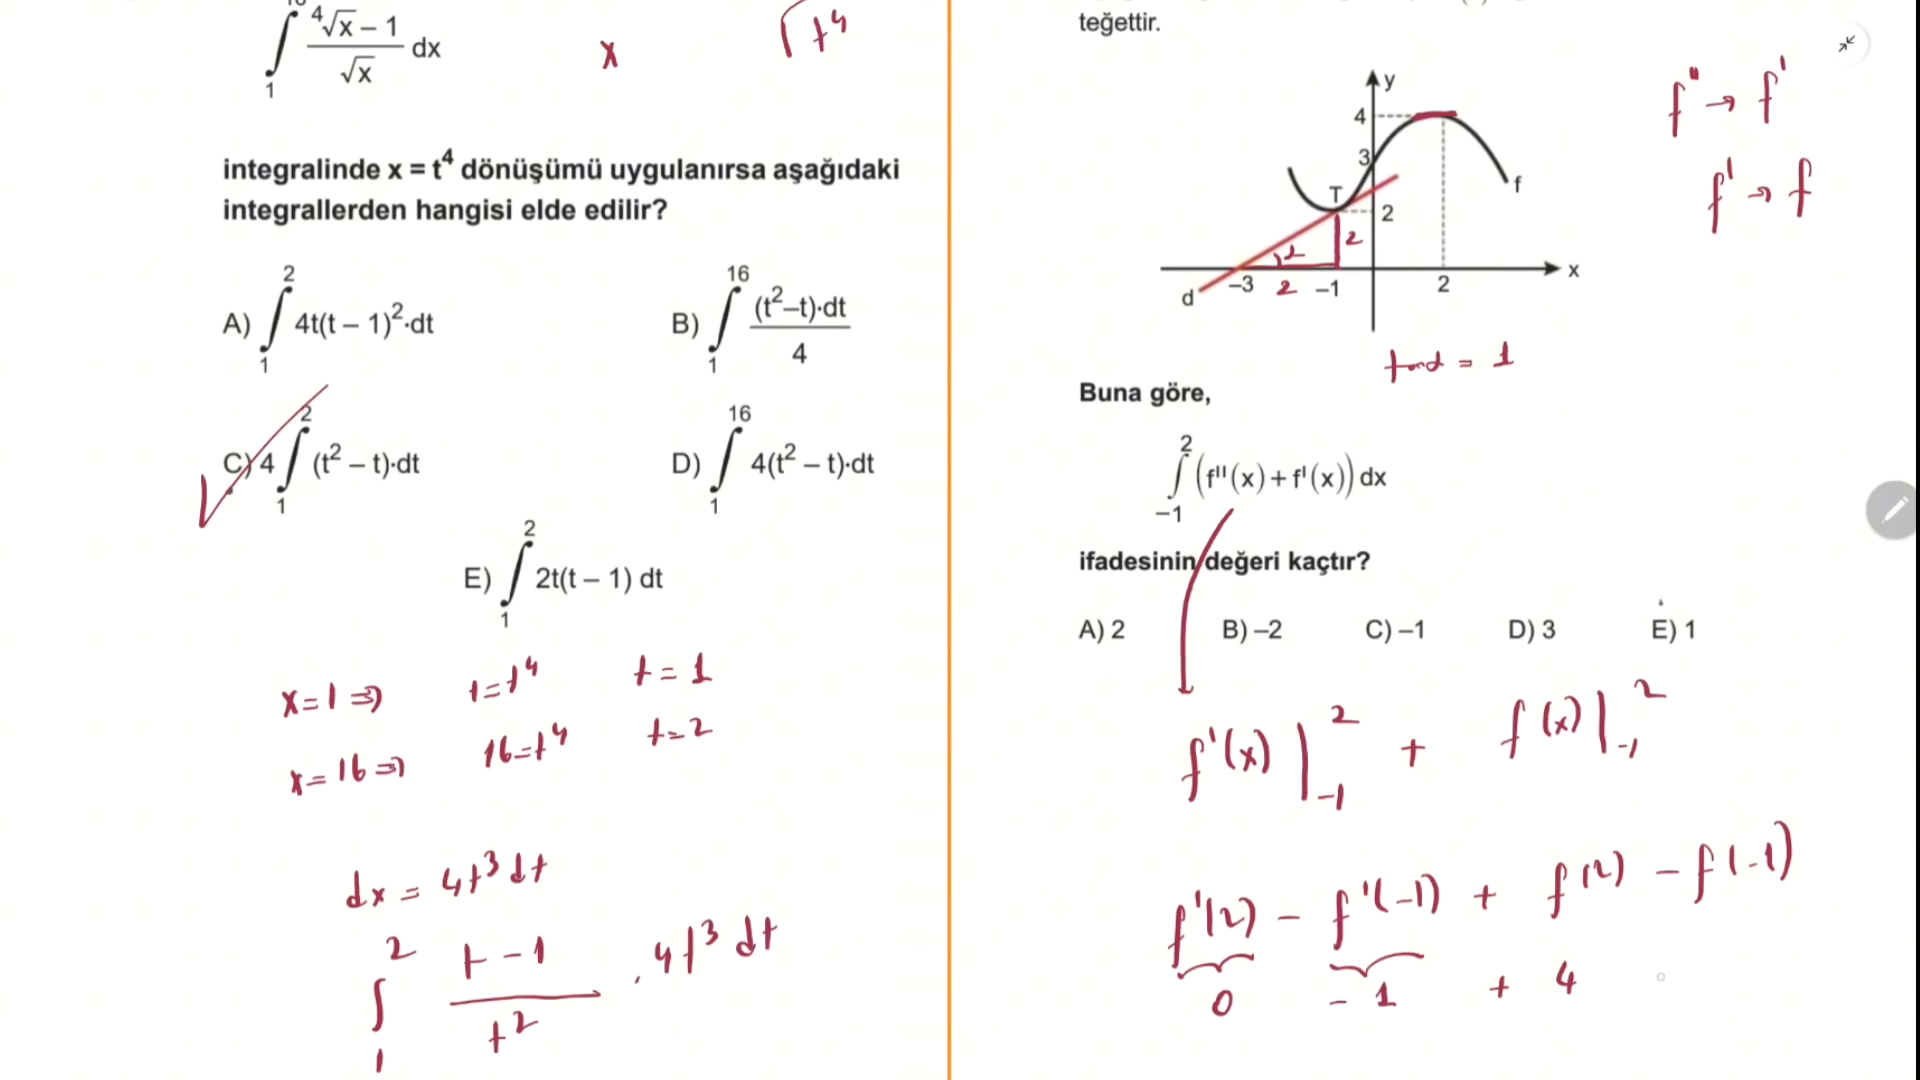 ∫₁ (⁴√x – 1)/√x dx
x
√t⁴
integralinde x = t⁴ dönüşümü uygulanırsa aşağıdaki
integrallerden hangisi elde edilir?
A) ∫₁² 4t(t – 1)²·dt
B) ∫₁¹⁶ (t²–t)·dt/4
C) 4 ∫₁² (t² – t)·dt
D) ∫₁¹⁶ 4(t² – t)·dt
E) ∫₁² 2t(t – 1) dt
x=1 ⇒ 1=t⁴ t=1
x=16 ⇒ 16=t⁴ t=2
dx = 4t³ dt
∫₁² (t-1)/t² . 4t³ dt
teğettir.
y
4
3
T
2
f
2
2
–3 2 –1 2 x
d
f'' → f'
f' → f
tanα = 1
Buna göre,
∫₋₁² (f''(x) + f'(x)) dx
ifadesinin değeri kaçtır?
A) 2 B) –2 C) –1 D) 3 E) 1
f'(x) |₋₁² + f(x) |₋₁²
f'(2) - f'(-1) + f(2) - f(-1)
0 - 1 + 4